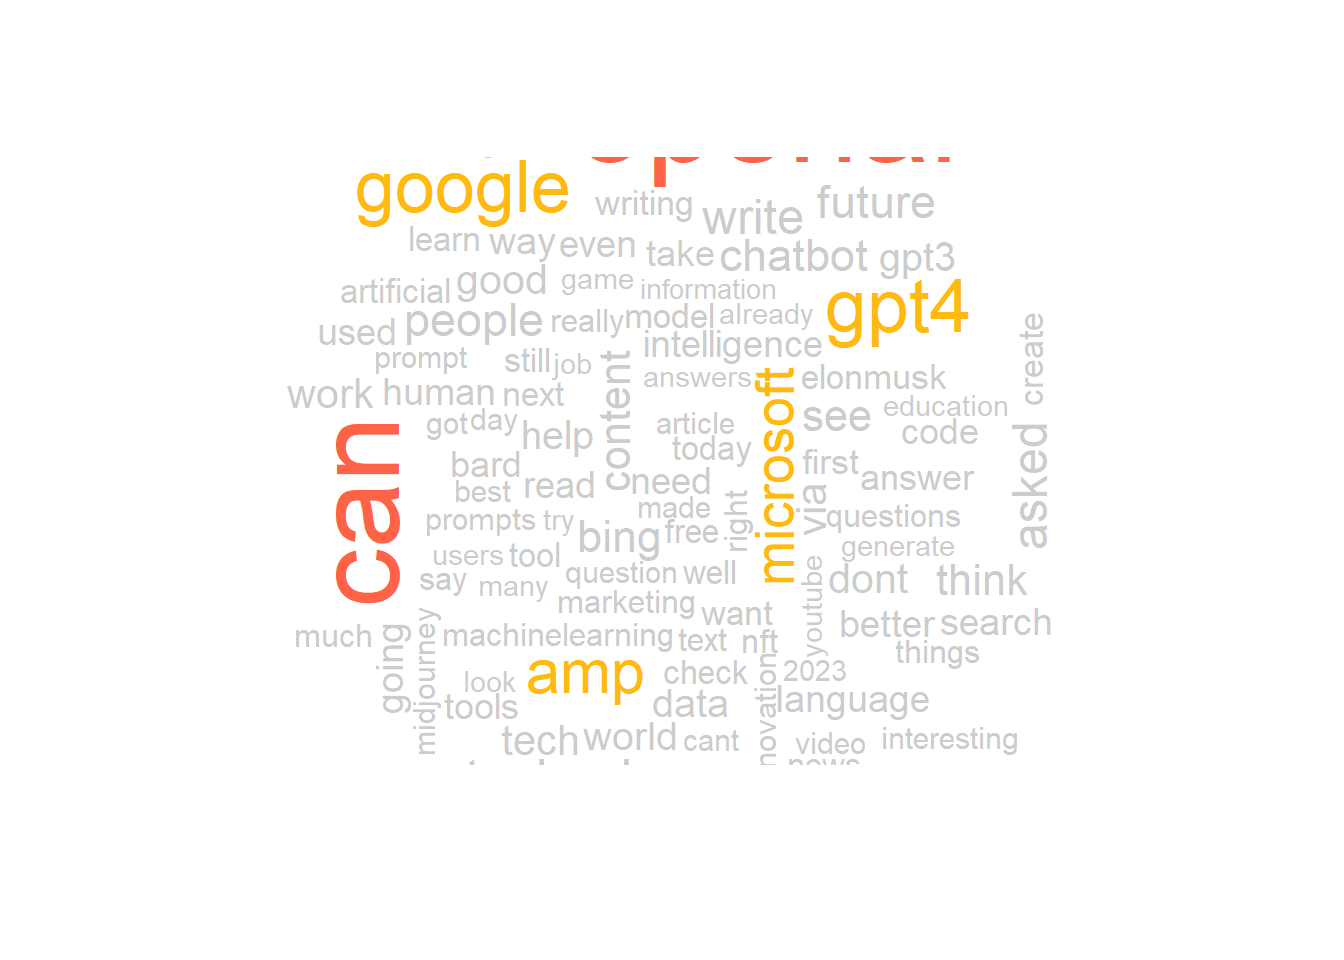 openai
google
writing
write
future
learn
way
even
take
chatbot
gpt3
artificial
good
game
information
gpt4
used
people
really
model
already
intelligence
create
prompt
still
job
content
answers
microsoft
elonmusk
work
human
next
see
education
can
got
day
help
article
today
code
asked
bard
first
answer
best
read
need
made
right
via
prompts
try
bing
free
questions
users
tool
generate
say
many
question
well
youtube
dont
think
marketing
want
better
search
much
going
midjourney
machinelearning
text
nft
things
look
amp
check
2023
tools
data
innovation
language
tech
world
cant
video
interesting
news